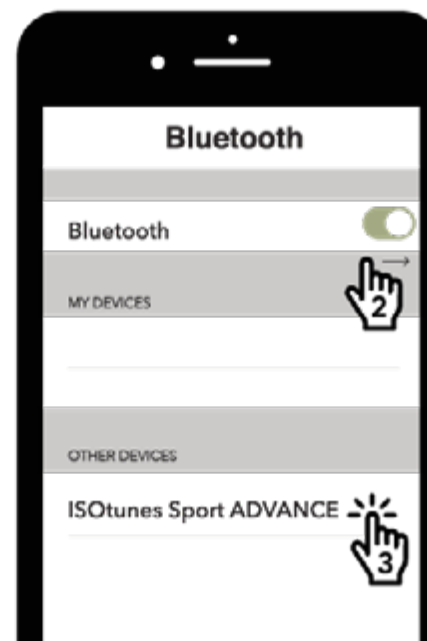 Bluetooth
Bluetooth
2
MY DEVICES
OTHER DEVICES
ISOtunes Sport ADVANCE
3